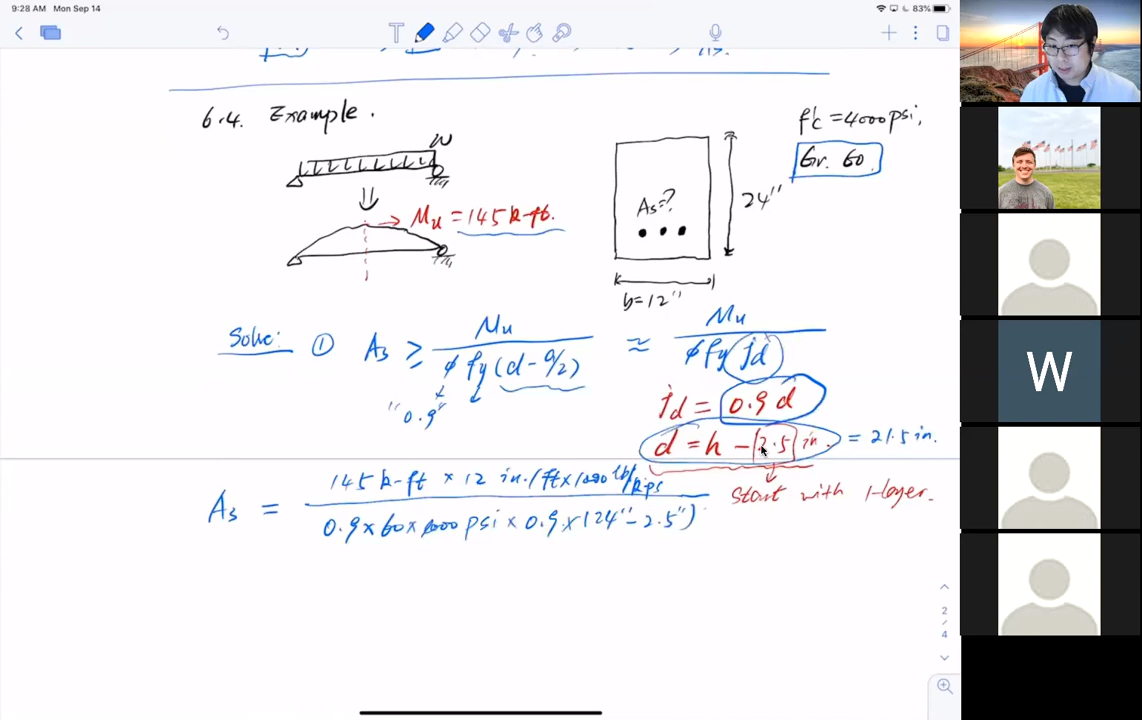 9:28 AM Mon Sep 14
83%
6.4. Example.
W
Mu = 145 k-ft.
As=?
24"
b=12"
f'c = 4000 psi,
Gr. 60
Solve: ① As ≥ Mu / ϕ fy (d - a/2) ≈ Mu / ϕ fy (jd)
"0.9"
jd = 0.9 d
d = h - 2.5 in. = 21.5 in.
start with 1-layer.
As = 145 k-ft × 12 in./ft × 1000 lb/kips / 0.9 × 60 × 1000 psi × 0.9 × (24" - 2.5")
2
/
4
W